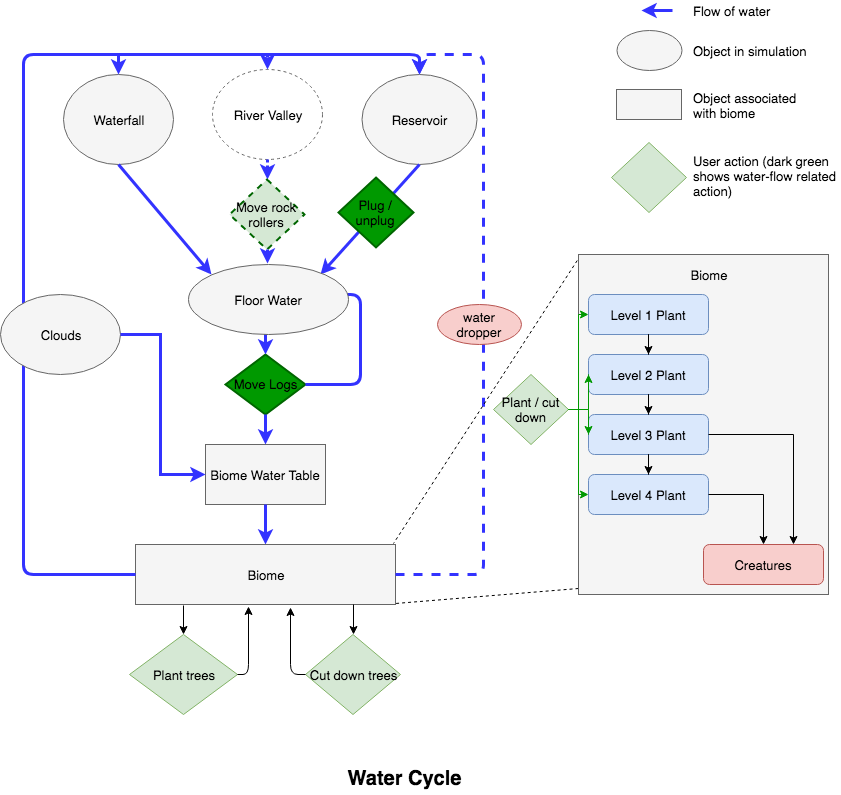 Flow of water
Object in simulation
Object associated
with biome
User action (dark green
shows water-flow related
action)
Waterfall
River Valley
Reservoir
Move rock
rollers
Plug /
unplug
Floor Water
Clouds
water
dropper
Move Logs
Biome Water Table
Biome
Plant trees
Cut down trees
Biome
Level 1 Plant
Level 2 Plant
Plant / cut
down
Level 3 Plant
Level 4 Plant
Creatures
Water Cycle